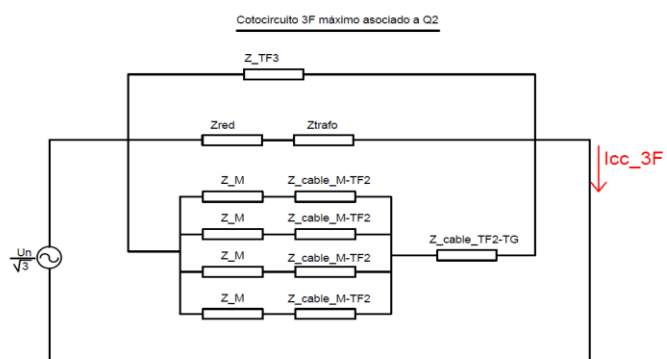 Cotocircuito 3F máximo asociado a Q2
Z_TF3
Zred Ztrafo
Icc_3F
Z_M Z_cable_M-TF2
Z_M Z_cable_M-TF2
Z_cable_TF2-TG
Un
√3
Z_M Z_cable_M-TF2
Z_M Z_cable_M-TF2